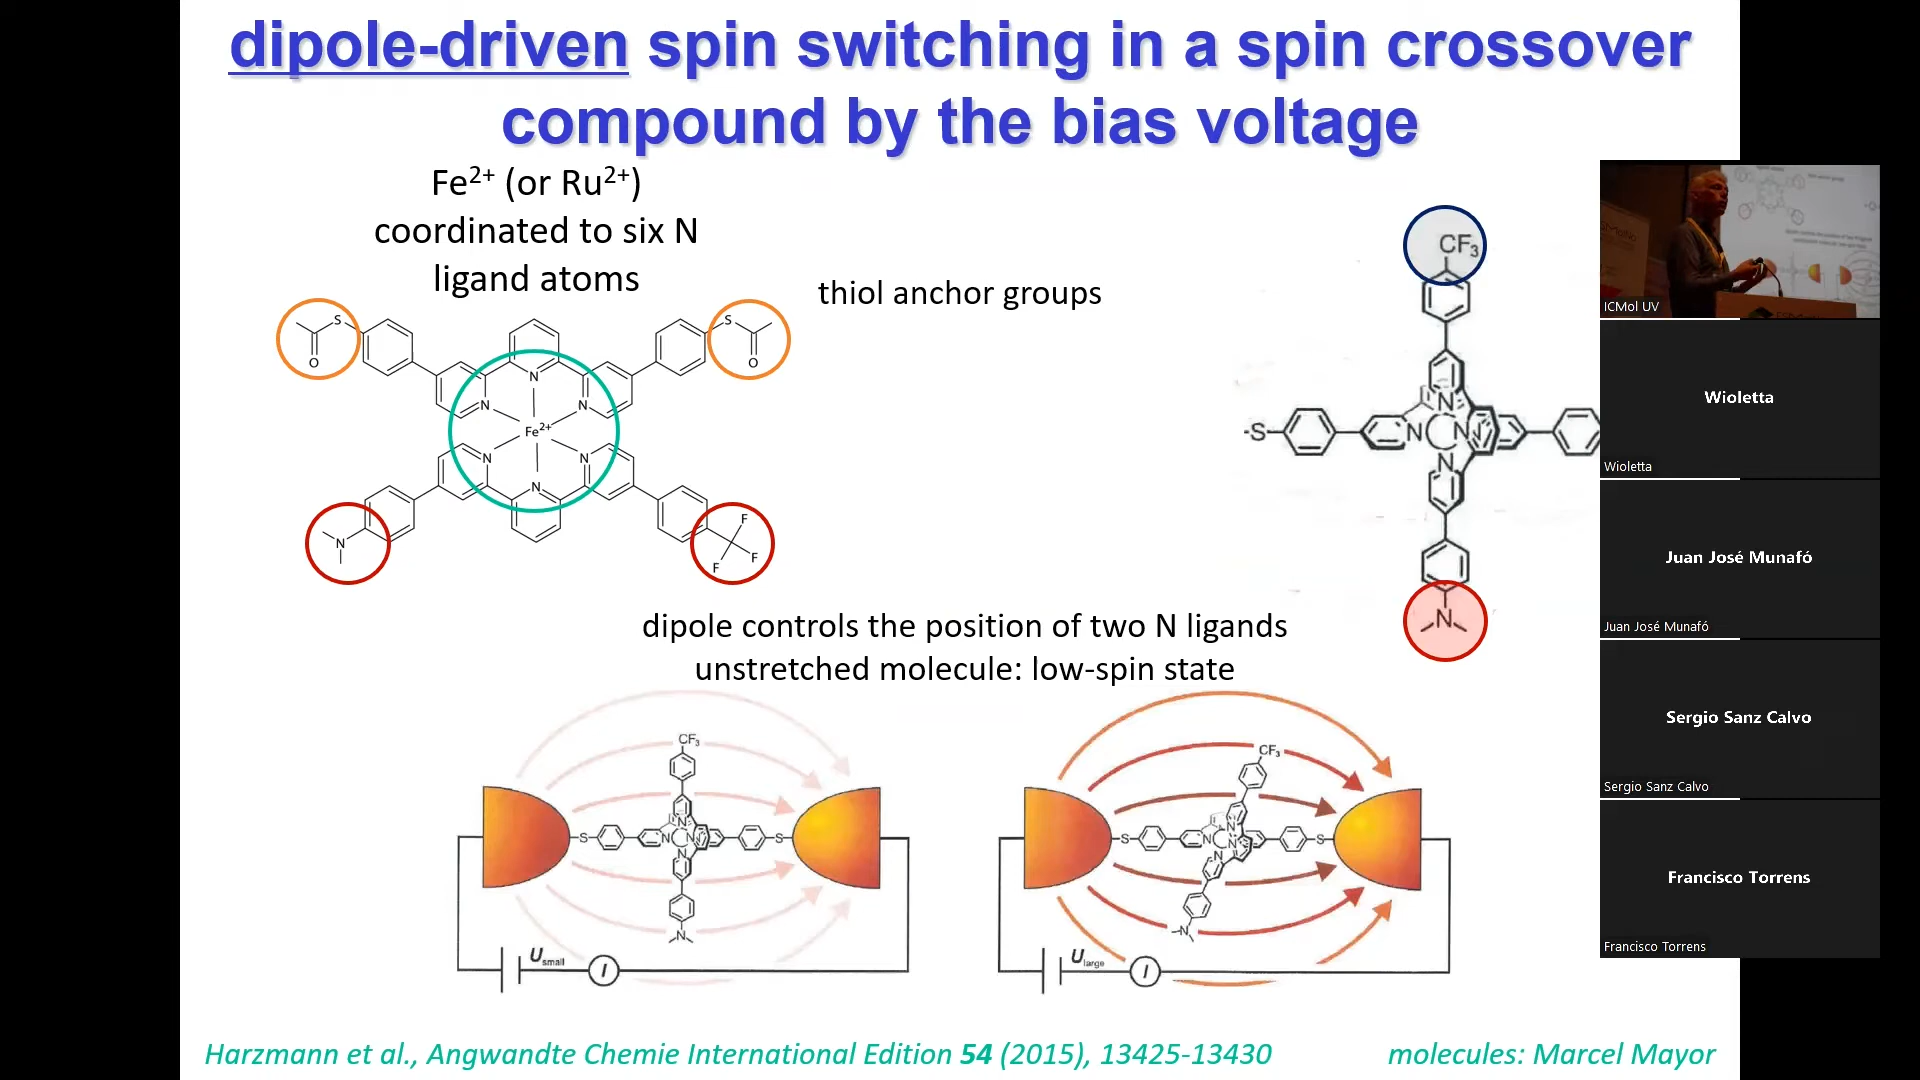 dipole-driven spin switching in a spin crossover
compound by the bias voltage
Fe2+ (or Ru2+)
coordinated to six N
ligand atoms
thiol anchor groups
S
O
S
O
N
N
N
Fe2+
N
N
N
N
F
F
F
CF3
-S
N
N
N
N
N
dipole controls the position of two N ligands
unstretched molecule: low-spin state
CF3
S
N
N
N
N
S
N
Usmall
I
CF3
S
N
N
N
S
N
Ularge
I
Harzmann et al., Angwandte Chemie International Edition 54 (2015), 13425-13430
molecules: Marcel Mayor
ICMol UV
Wioletta
Wioletta
Juan José Munafó
Juan José Munafó
Sergio Sanz Calvo
Sergio Sanz Calvo
Francisco Torrens
Francisco Torrens